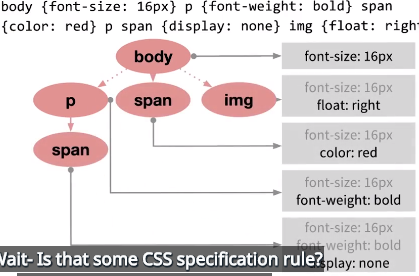 body {font-size: 16px} p {font-weight: bold} span
{color: red} p span {display: none} img {float: right
body
font-size: 16px
p
span
img
font-size: 16px
float: right
span
font-size: 16px
color: red
font-size: 16px
font-weight: bold
font-size: 16px
font-weight: bold
display: none
Wait- Is that some CSS specification rule?